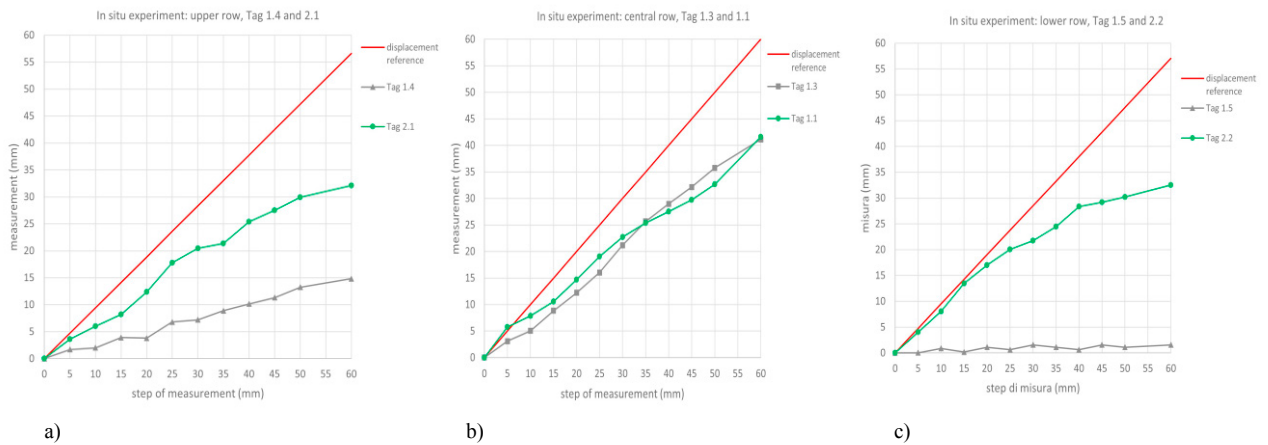 In situ experiment: upper row, Tag 1.4 and 2.1
60
55
50
45
40
35
30
25
20
15
10
5
0
measurement (mm)
0 5 10 15 20 25 30 35 40 45 50 55 60
step of measurement (mm)
displacement
reference
Tag 1.4
Tag 2.1
a)
In situ experiment: central row, Tag 1.3 and 1.1
60
55
50
45
40
35
30
25
20
15
10
5
0
measurement (mm)
0 5 10 15 20 25 30 35 40 45 50 55 60
step of measurement (mm)
displacement
reference
Tag 1.3
Tag 1.1
b)
In situ experiment: lower row, Tag 1.5 and 2.2
60
55
50
45
40
35
30
25
20
15
10
5
0
misura (mm)
0 5 10 15 20 25 30 35 40 45 50 55 60
step di misura (mm)
displacement
reference
Tag 1.5
Tag 2.2
c)